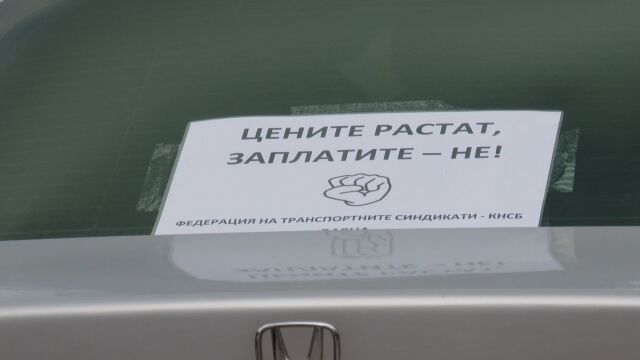 ЦЕНИТЕ РАСТАТ,
ЗАПЛАТИТЕ – НЕ!
ФЕДЕРАЦИЯ НА ТРАНСПОРТНИТЕ СИНДИКАТИ - КНСБ